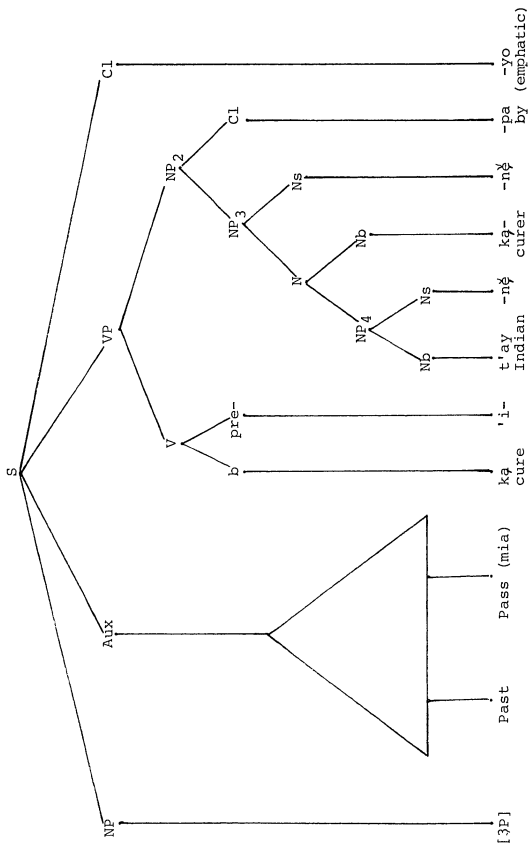 S
NP Aux VP Cl
V NP₂
b pre- NP₃ Cl
N Ns
NP₄ Nb
Nb Ns
[3P] Past Pass (mia) ką 'i- t'ay -nę̌ ką- -nę̌ -pa -yo
cure Indian curer by (emphatic)